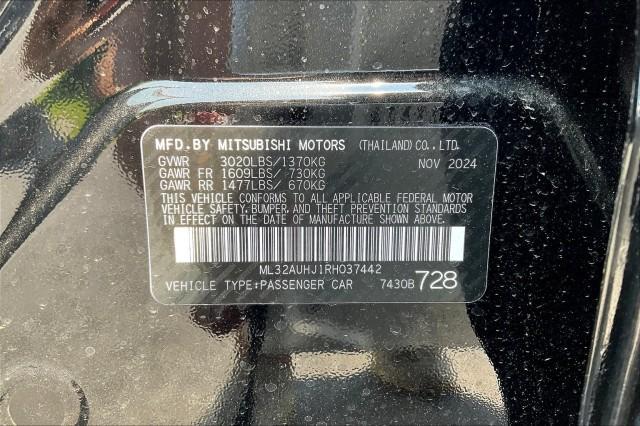 MFD.BY MITSUBISHI MOTORS (THAILAND) CO., LTD.
GVWR 3020LBS/1370KG NOV 2024
GAWR FR 1609LBS/ 730KG
GAWR RR 1477LBS/ 670KG
THIS VEHICLE CONFORMS TO ALL APPLICABLE FEDERAL MOTOR
VEHICLE SAFETY, BUMPER, AND THEFT PREVENTION STANDARDS
IN EFFECT ON THE DATE OF MANUFACTURE SHOWN ABOVE.
ML32AUHJ1RH037442
VEHICLE TYPE:PASSENGER CAR 7430B 728